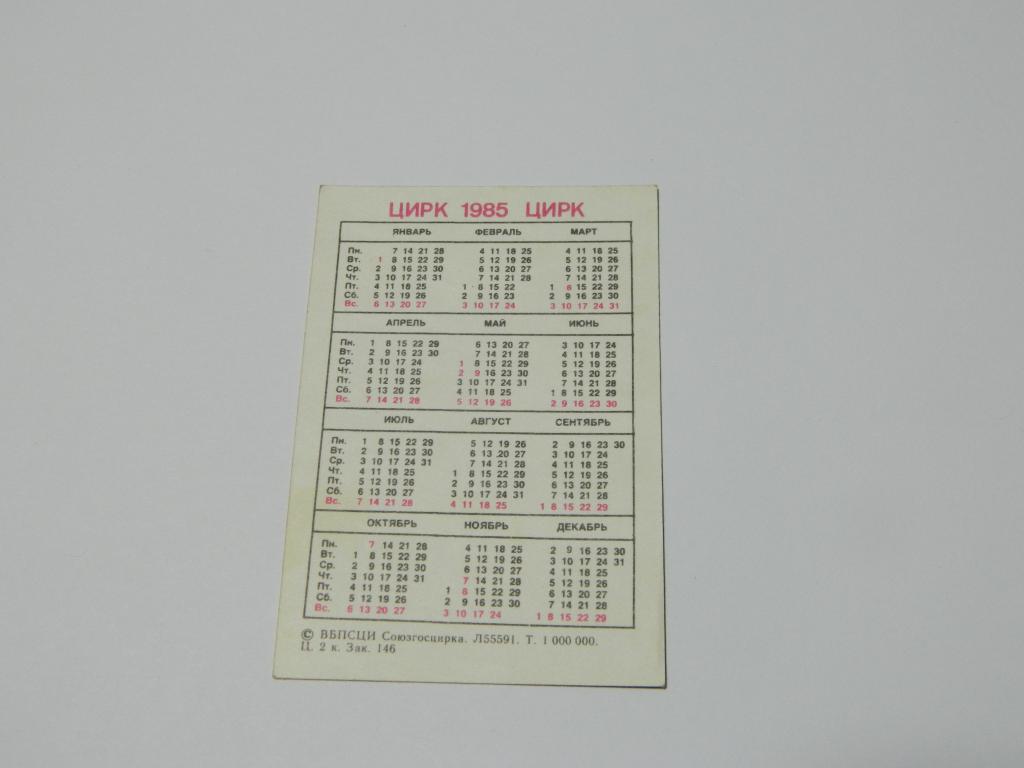 ЦИРК 1985 ЦИРК
ЯНВАРЬ ФЕВРАЛЬ МАРТ
Пн. 7 14 21 28 4 11 18 25 4 11 18 25
Вт. 1 8 15 22 29 5 12 19 26 5 12 19 26
Ср. 2 9 16 23 30 6 13 20 27 6 13 20 27
Чт. 3 10 17 24 31 7 14 21 28 7 14 21 28
Пт. 4 11 18 25 1 8 15 22 1 8 15 22 29
Сб. 5 12 19 26 2 9 16 23 2 9 16 23 30
Вс. 6 13 20 27 3 10 17 24 3 10 17 24 31
АПРЕЛЬ МАЙ ИЮНЬ
Пн. 1 8 15 22 29 6 13 20 27 3 10 17 24
Вт. 2 9 16 23 30 7 14 21 28 4 11 18 25
Ср. 3 10 17 24 1 8 15 22 29 5 12 19 26
Чт. 4 11 18 25 2 9 16 23 30 6 13 20 27
Пт. 5 12 19 26 3 10 17 24 31 7 14 21 28
Сб. 6 13 20 27 4 11 18 25 1 8 15 22 29
Вс. 7 14 21 28 5 12 19 26 2 9 16 23 30
ИЮЛЬ АВГУСТ СЕНТЯБРЬ
Пн. 1 8 15 22 29 5 12 19 26 2 9 16 23 30
Вт. 2 9 16 23 30 6 13 20 27 3 10 17 24
Ср. 3 10 17 24 31 7 14 21 28 4 11 18 25
Чт. 4 11 18 25 1 8 15 22 29 5 12 19 26
Пт. 5 12 19 26 2 9 16 23 30 6 13 20 27
Сб. 6 13 20 27 3 10 17 24 31 7 14 21 28
Вс. 7 14 21 28 4 11 18 25 1 8 15 22 29
ОКТЯБРЬ НОЯБРЬ ДЕКАБРЬ
Пн. 7 14 21 28 4 11 18 25 2 9 16 23 30
Вт. 1 8 15 22 29 5 12 19 26 3 10 17 24 31
Ср. 2 9 16 23 30 6 13 20 27 4 11 18 25
Чт. 3 10 17 24 31 7 14 21 28 5 12 19 26
Пт. 4 11 18 25 1 8 15 22 29 6 13 20 27
Сб. 5 12 19 26 2 9 16 23 30 7 14 21 28
Вс. 6 13 20 27 3 10 17 24 1 8 15 22 29
© ВБПСЦИ Союзгосцирка. Л55591. Т. 1 000 000.
Ц. 2 к. Зак. 146